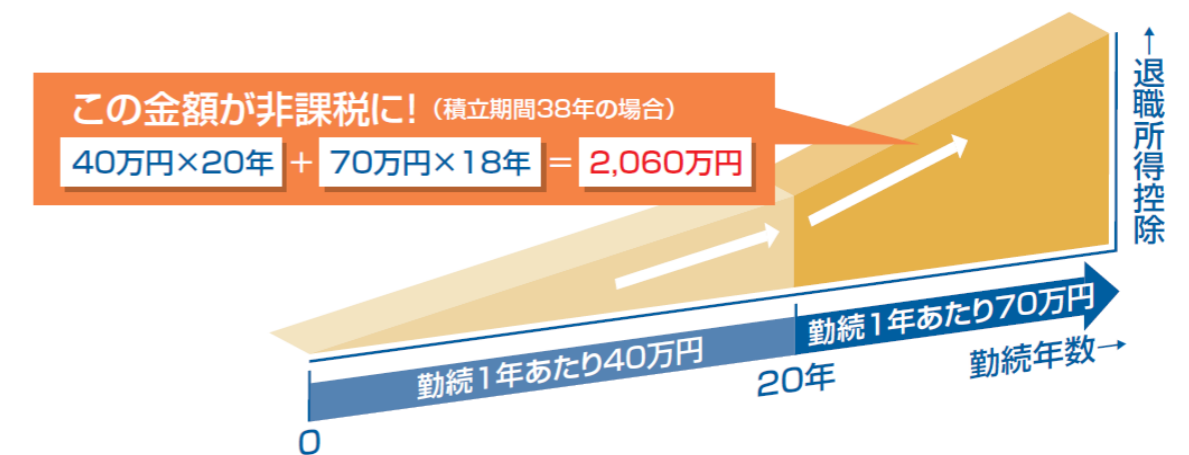 この金額が非課税に!(積立期間38年の場合)
40万円×20年+70万円×18年=2,060万円
↑退職所得控除
勤続1年あたり40万円
勤続1年あたり70万円
0
20年
勤続年数→